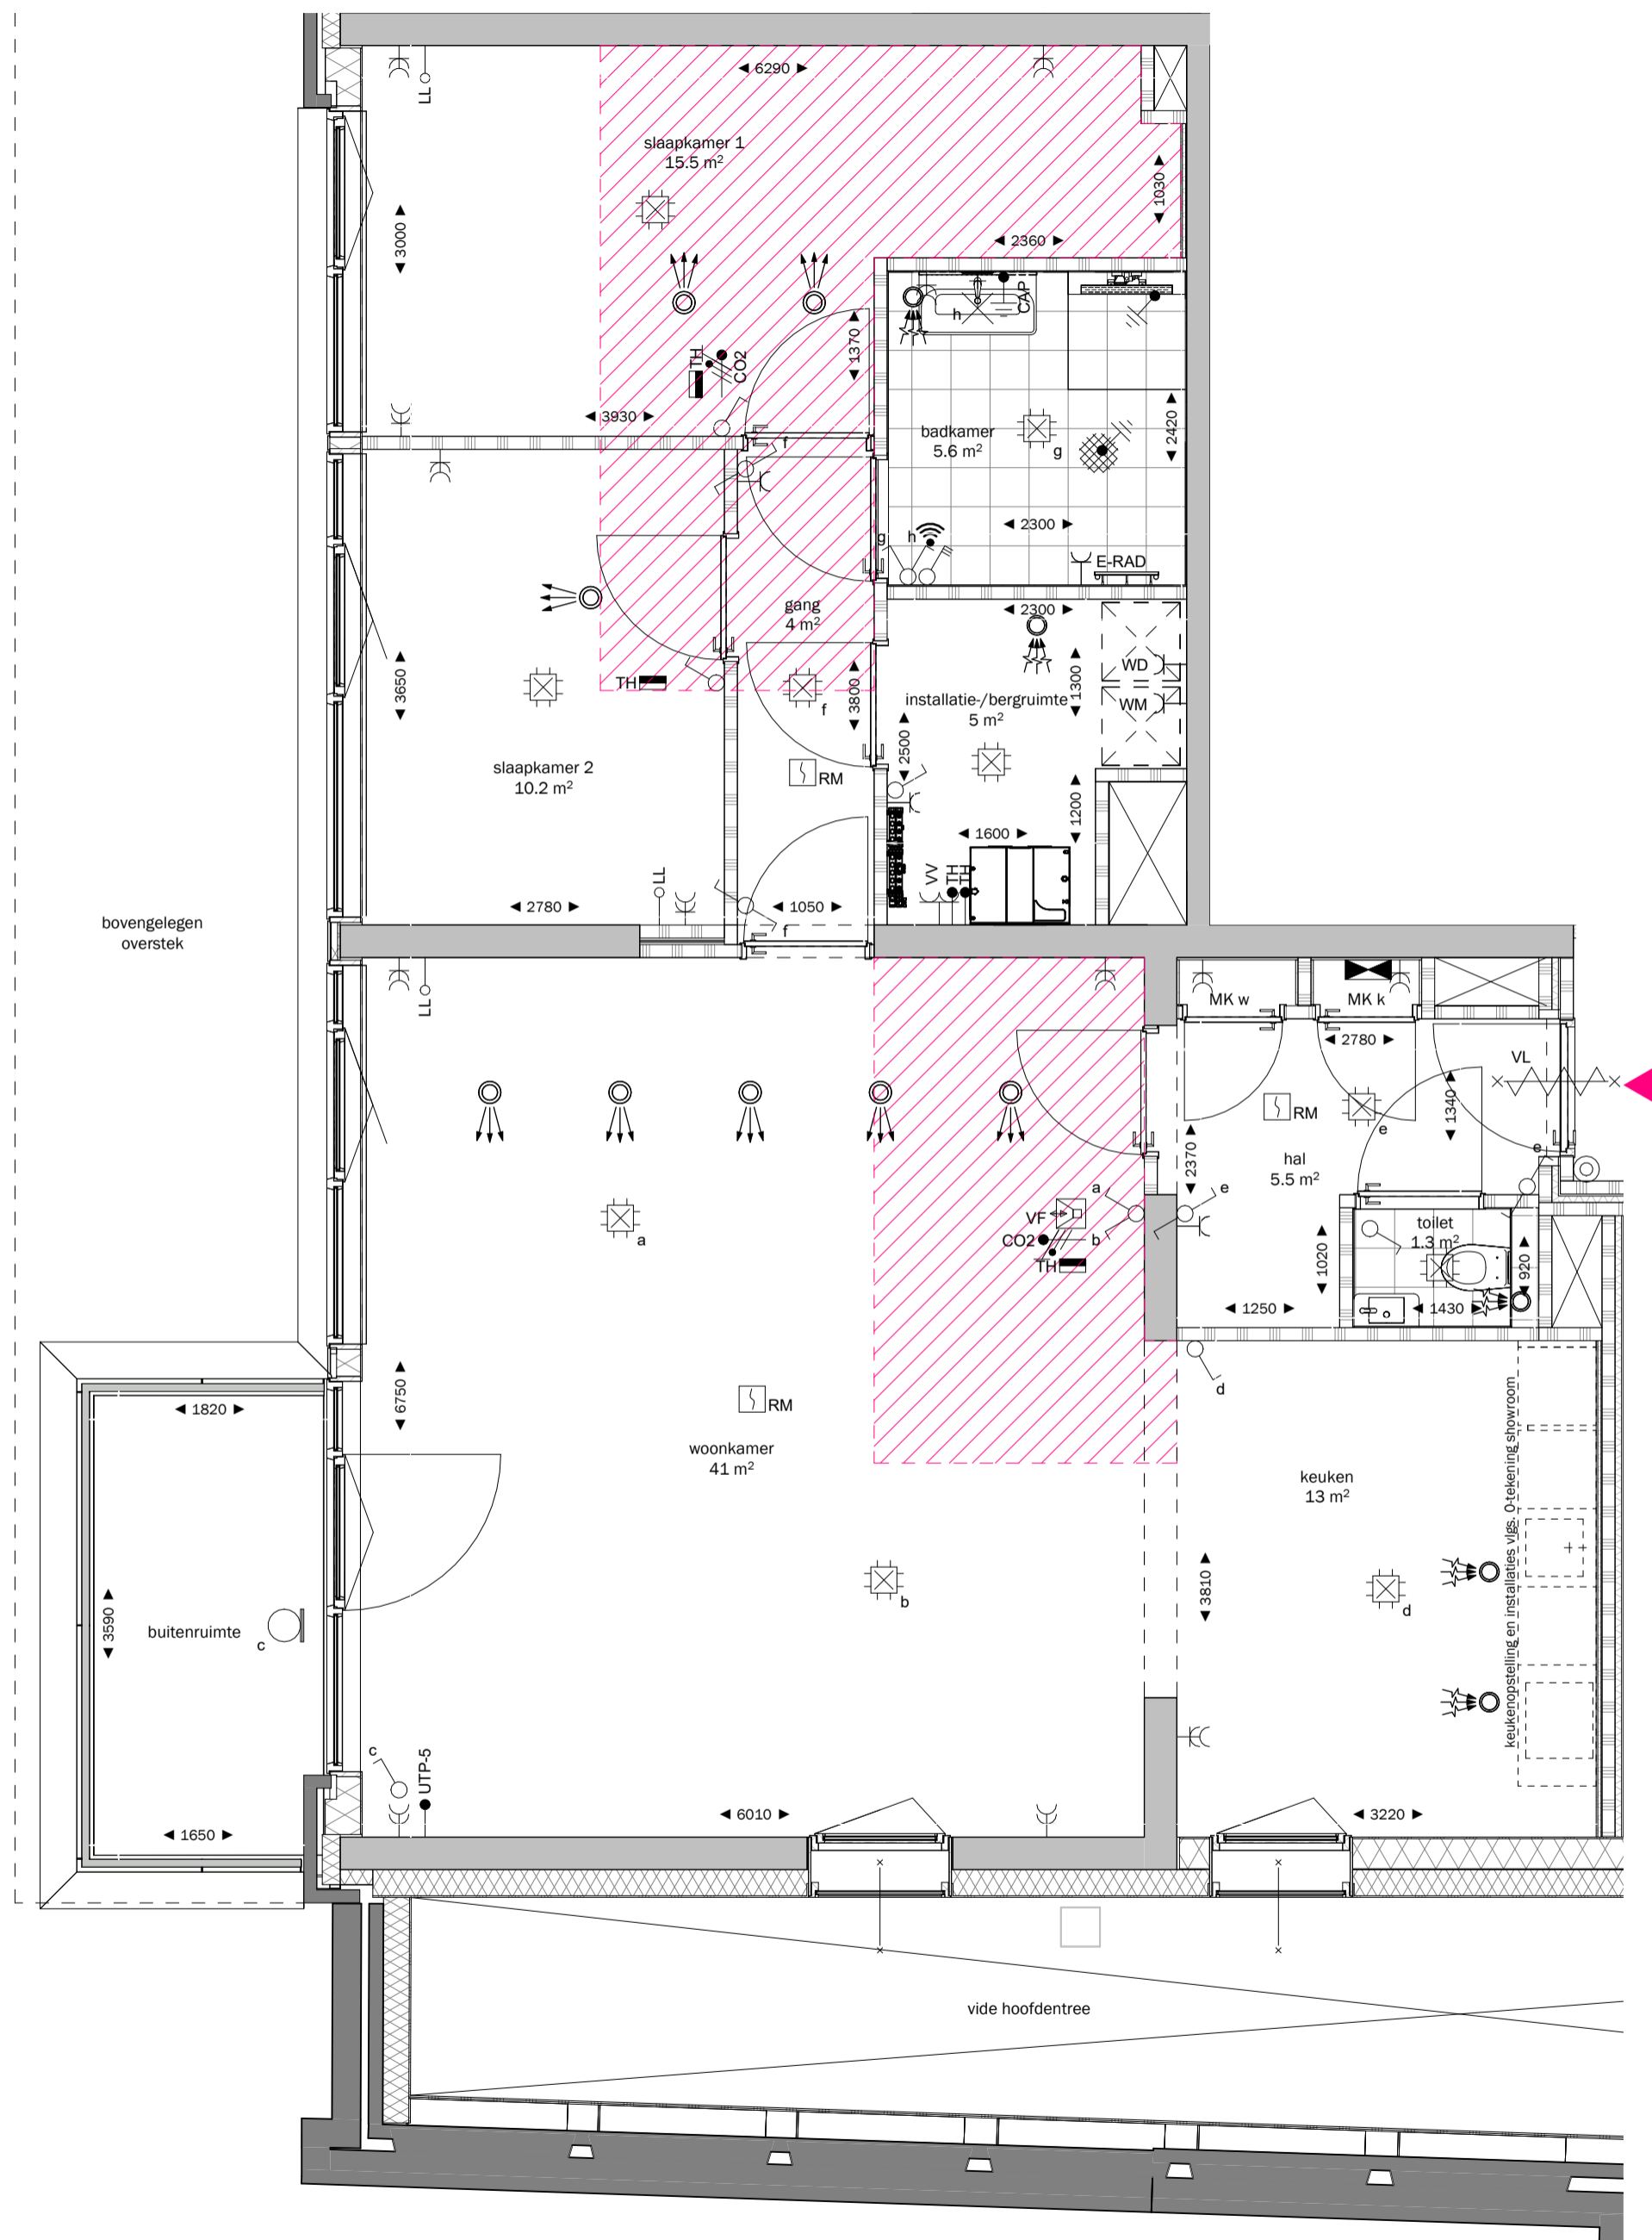 ◄ 6290 ►
LL
slaapkamer 1
15.5 m²
◄ 1030 ►
◄ 3000 ►
◄ 2360 ►
CAP
h
◄ 1370 ►
TH
CO2
◄ 3930 ►
f
badkamer
5.6 m²
g
◄ 2420 ►
◄ 2300 ►
g
h
E-RAD
gang
4 m²
◄ 2300 ►
WD
WM
◄ 1300 ►
TH
◄ 3650 ►
f
◄ 3800 ►
installatie-/bergruimte
5 m²
◄ 2500 ►
slaapkamer 2
10.2 m²
RM
◄ 1200 ►
◄ 1600 ►
LL
VV
TH
TH
◄ 2780 ►
◄ 1050 ►
f
bovengelegen
overstek
LL
MK w
MK k
◄ 2780 ►
VL
RM
e
◄ 1340 ►
e
hal
5.5 m²
◄ 2370 ►
a
e
VF
CO2
b
TH
a
toilet
1.3 m²
◄ 1020 ►
◄ 920 ►
◄ 1250 ►
◄ 1430 ►
d
◄ 1820 ►
◄ 6750 ►
RM
woonkamer
41 m²
keuken
13 m²
keukenopstelling en installaties vlgs. 0-tekening showroom
b
d
◄ 3810 ►
◄ 3590 ►
buitenruimte
c
c
UTP-5
◄ 1650 ►
◄ 6010 ►
◄ 3220 ►
vide hoofdentree